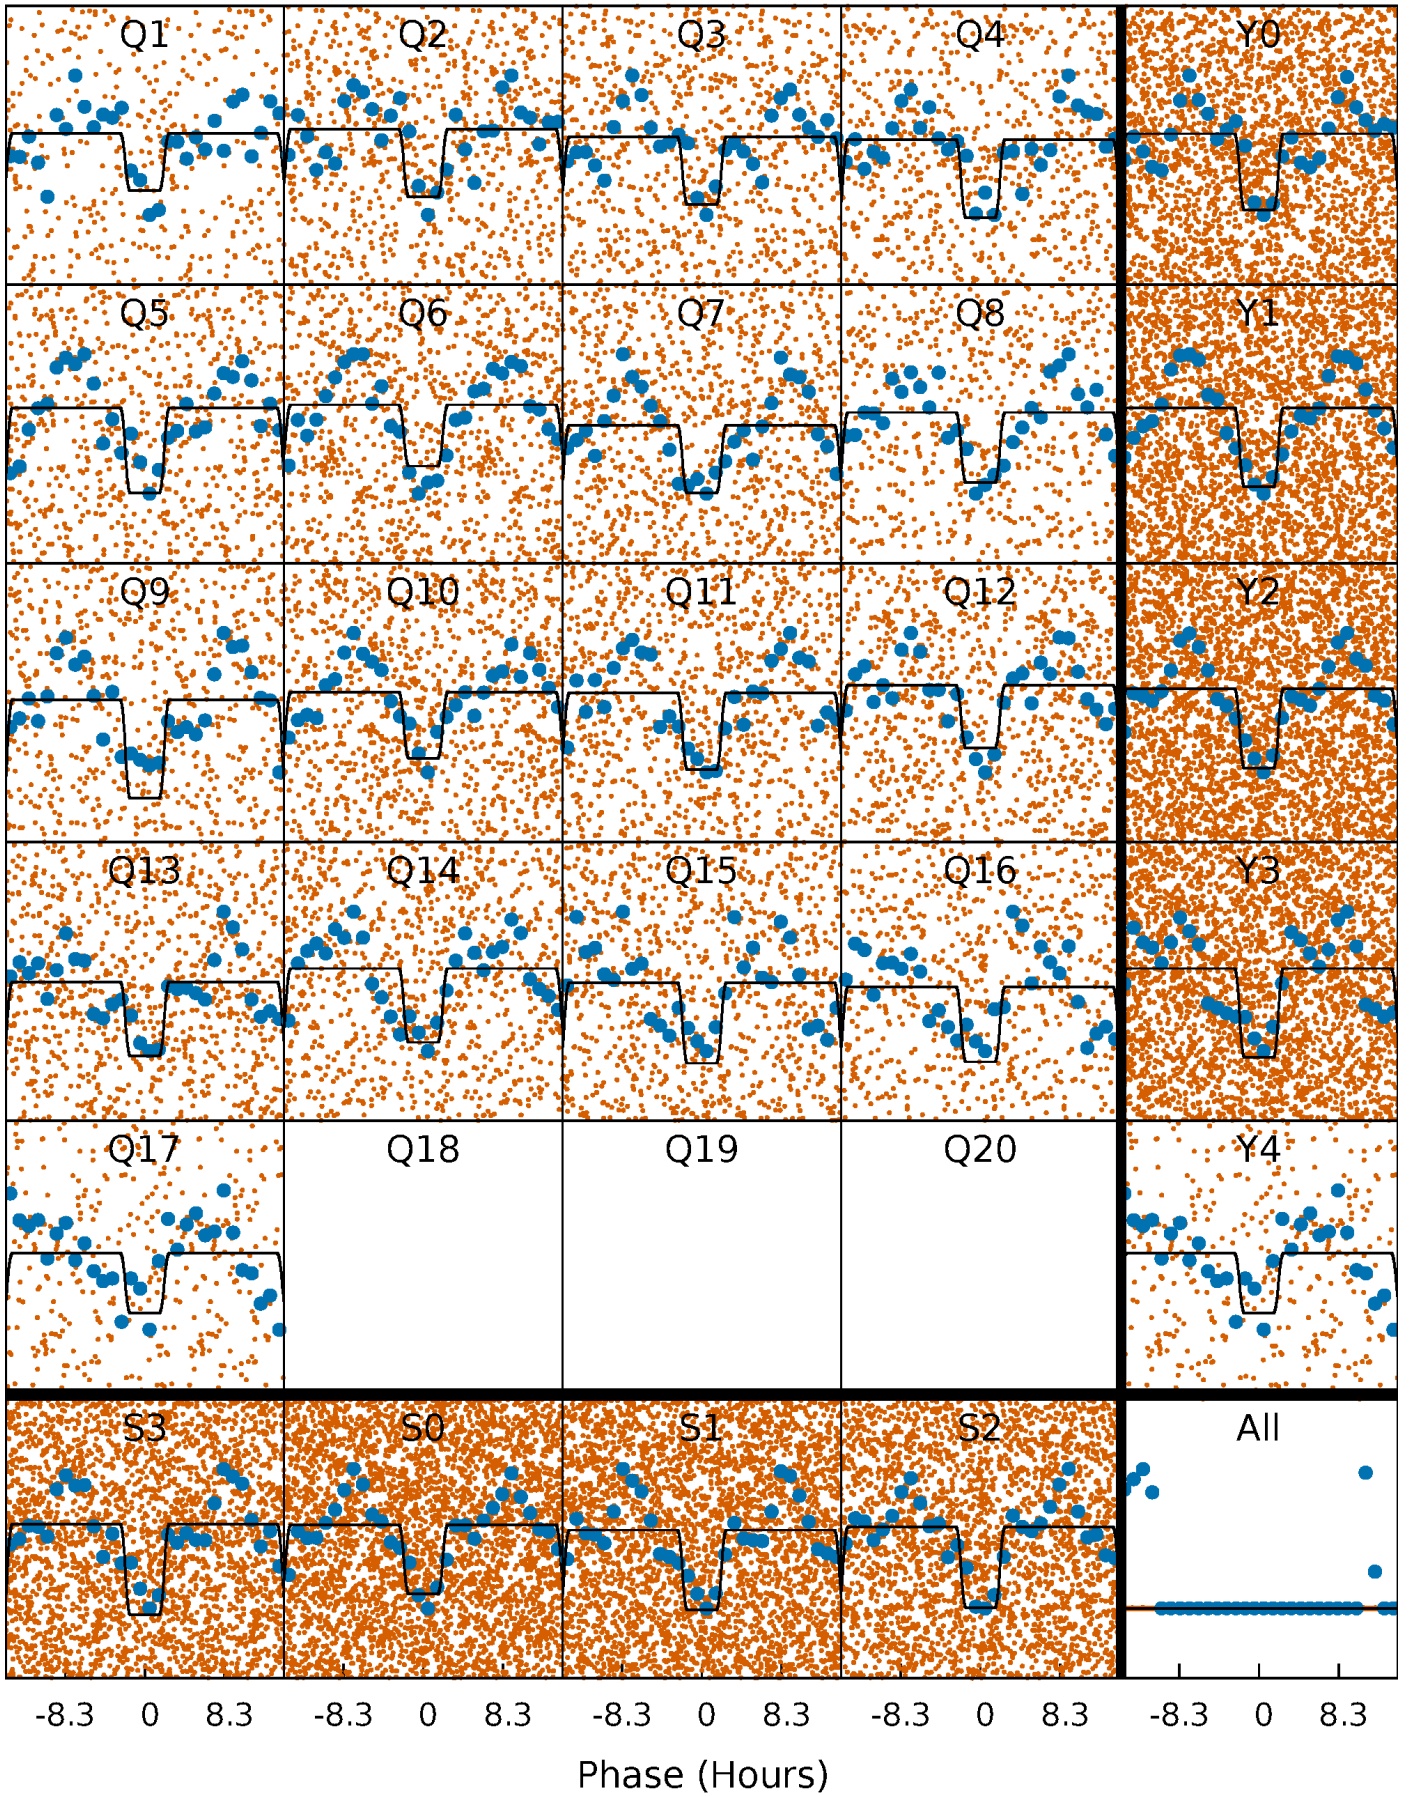 Q1 Q2 Q3 Q4 Y0
Q5 Q6 Q7 Q8 Y1
Q9 Q10 Q11 Q12 Y2
Q13 Q14 Q15 Q16 Y3
Q17 Q18 Q19 Q20 Y4
S3 S0 S1 S2 All
-8.3 0 8.3 -8.3 0 8.3 -8.3 0 8.3 -8.3 0 8.3 -8.3 0 8.3
Phase (Hours)